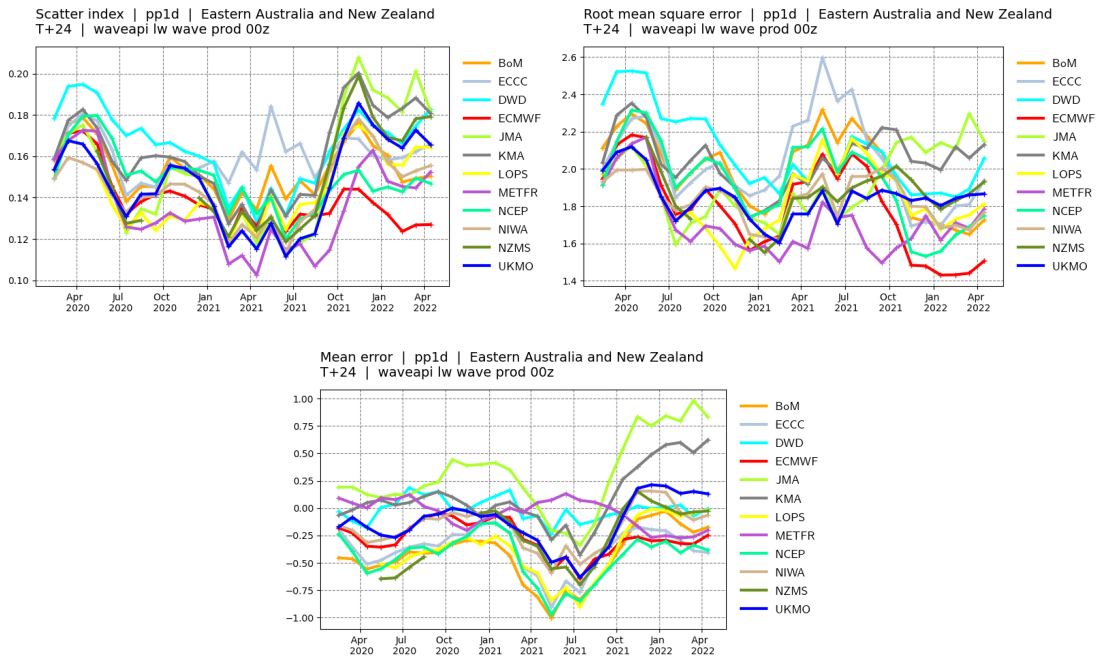 Scatter index | pp1d | Eastern Australia and New Zealand
T+24 | waveapi lw wave prod 00z
0.20
0.18
0.16
0.14
0.12
0.10
Apr 2020
Jul 2020
Oct 2020
Jan 2021
Apr 2021
Jul 2021
Oct 2021
Jan 2022
Apr 2022
BoM
ECCC
DWD
ECMWF
JMA
KMA
LOPS
METFR
NCEP
NIWA
NZMS
UKMO
Root mean square error | pp1d | Eastern Australia and New Zealand
T+24 | waveapi lw wave prod 00z
2.6
2.4
2.2
2.0
1.8
1.6
1.4
Apr 2020
Jul 2020
Oct 2020
Jan 2021
Apr 2021
Jul 2021
Oct 2021
Jan 2022
Apr 2022
BoM
ECCC
DWD
ECMWF
JMA
KMA
LOPS
METFR
NCEP
NIWA
NZMS
UKMO
Mean error | pp1d | Eastern Australia and New Zealand
T+24 | waveapi lw wave prod 00z
1.00
0.75
0.50
0.25
0.00
−0.25
−0.50
−0.75
−1.00
Apr 2020
Jul 2020
Oct 2020
Jan 2021
Apr 2021
Jul 2021
Oct 2021
Jan 2022
Apr 2022
BoM
ECCC
DWD
ECMWF
JMA
KMA
LOPS
METFR
NCEP
NIWA
NZMS
UKMO